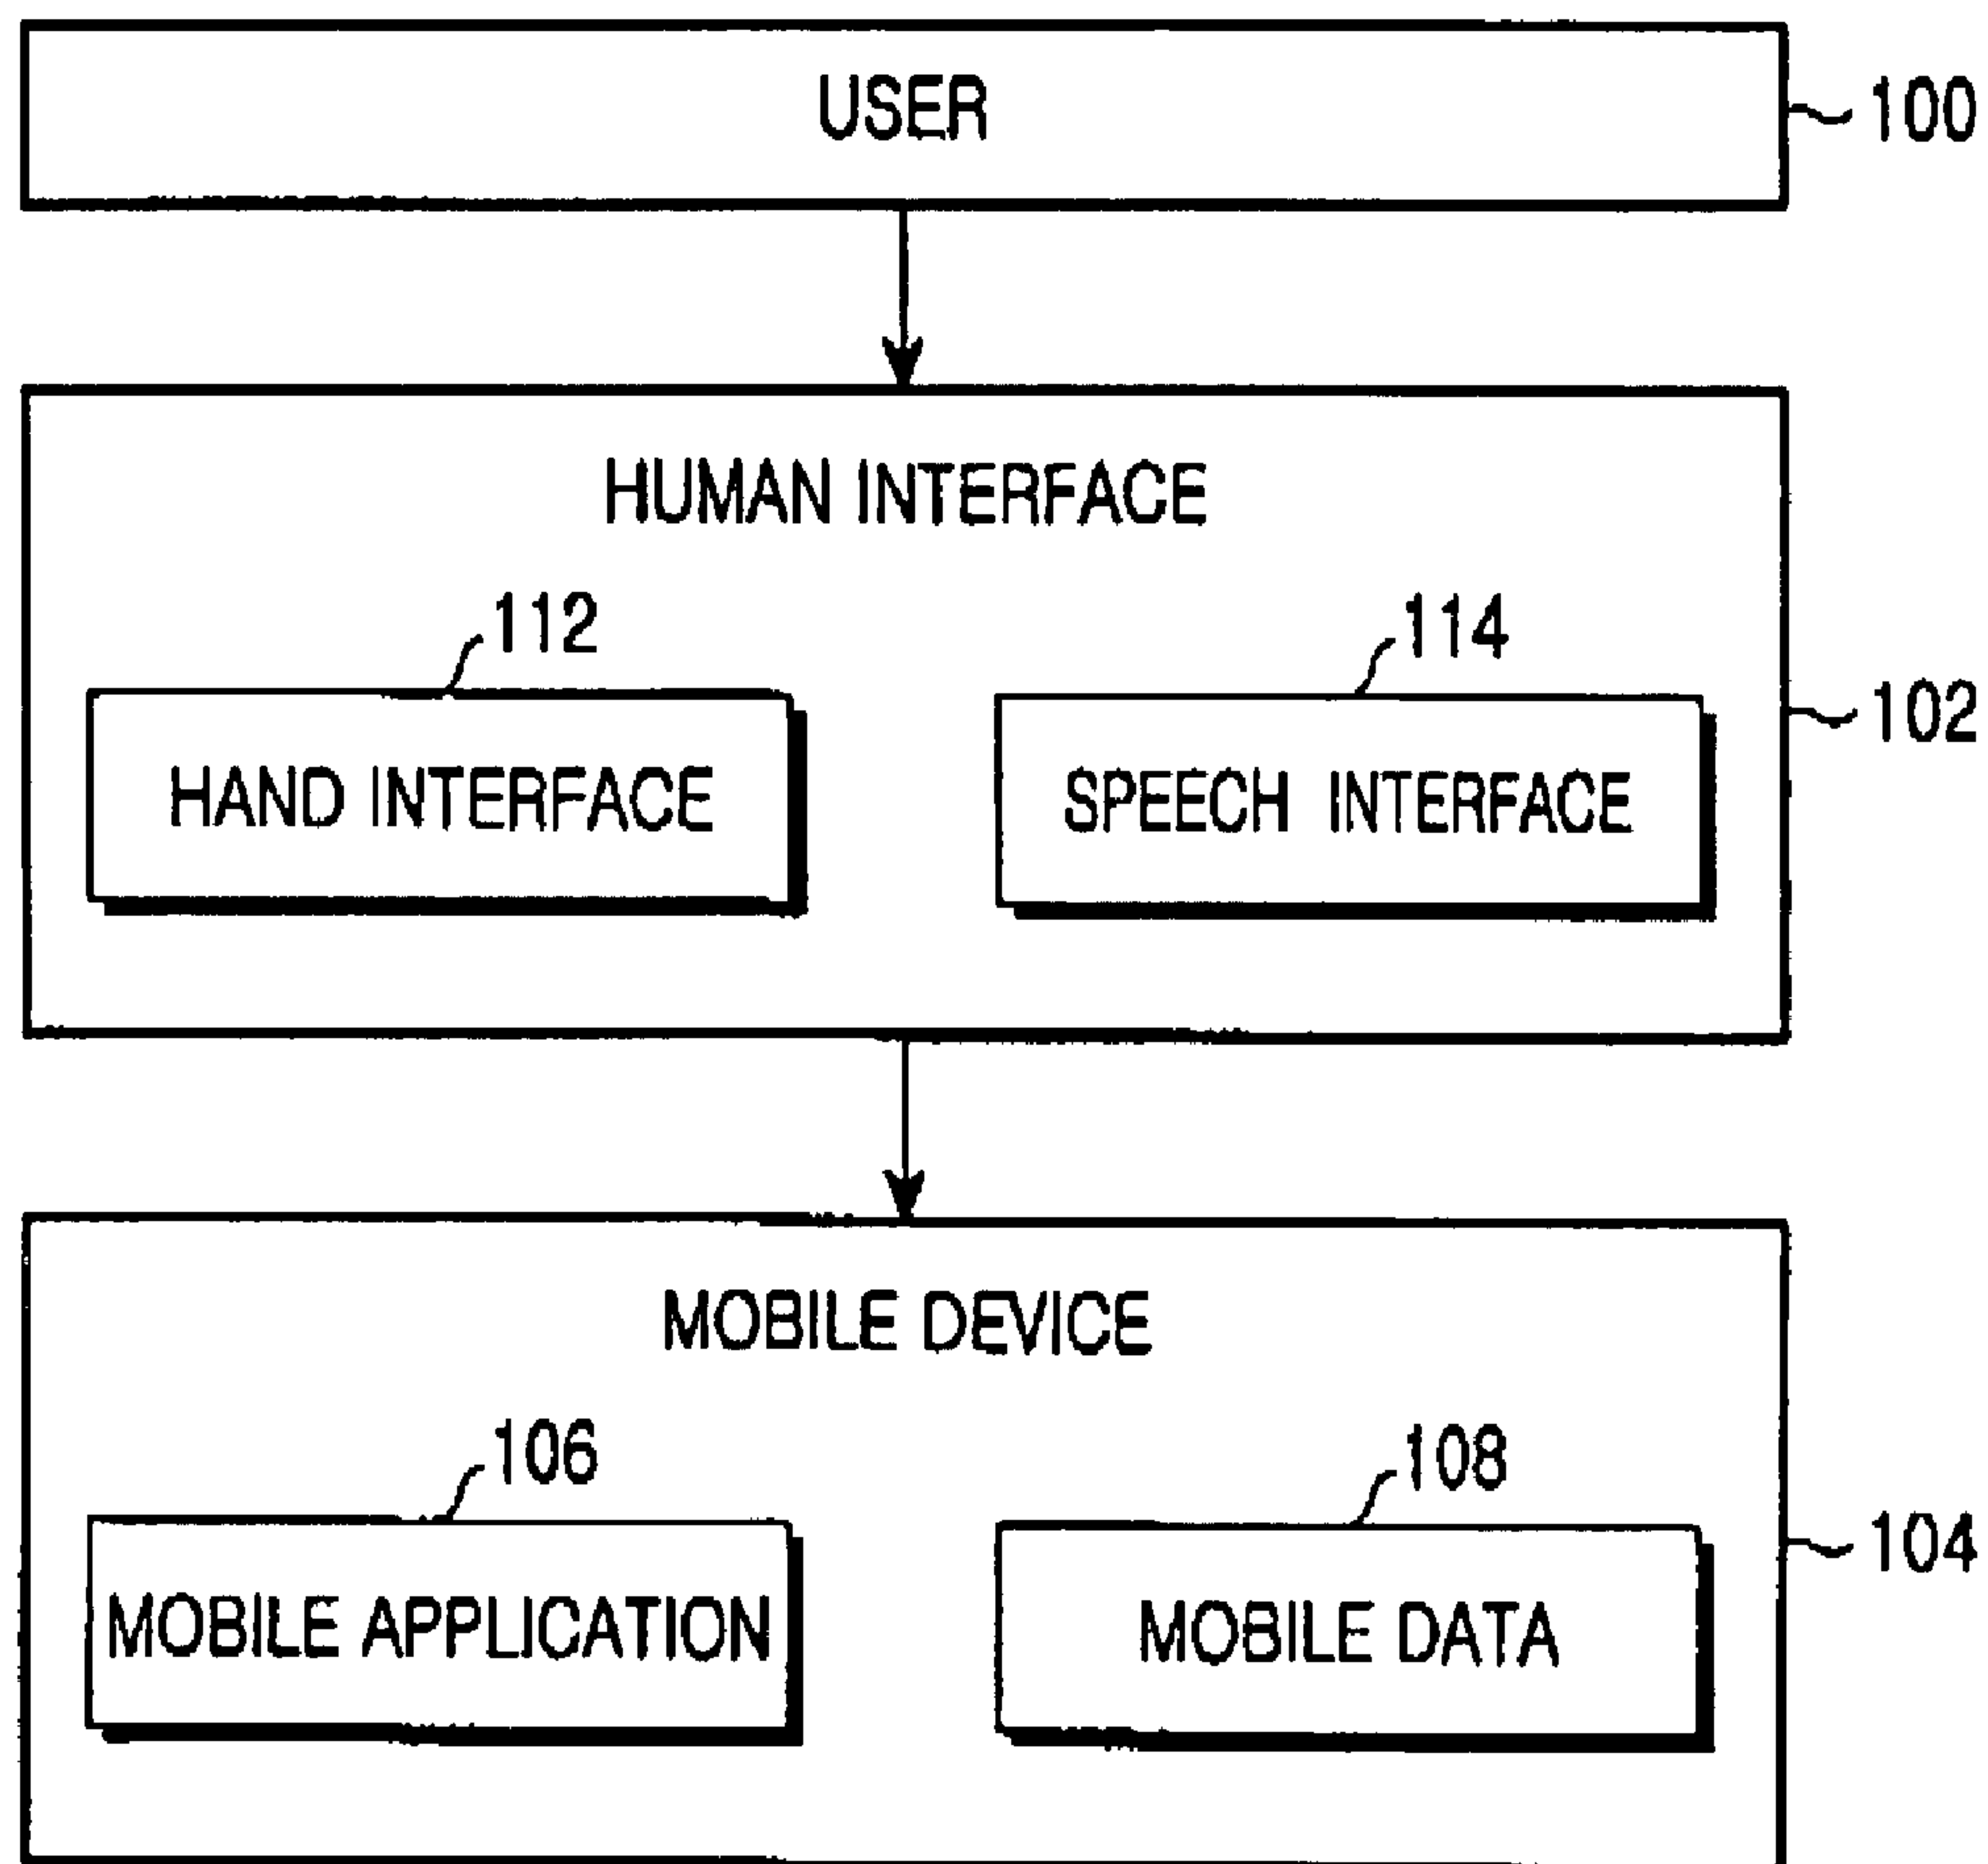 USER
100
HUMAN INTERFACE
112
114
102
HAND INTERFACE
SPEECH INTERFACE
MOBILE DEVICE
106
108
104
MOBILE APPLICATION
MOBILE DATA